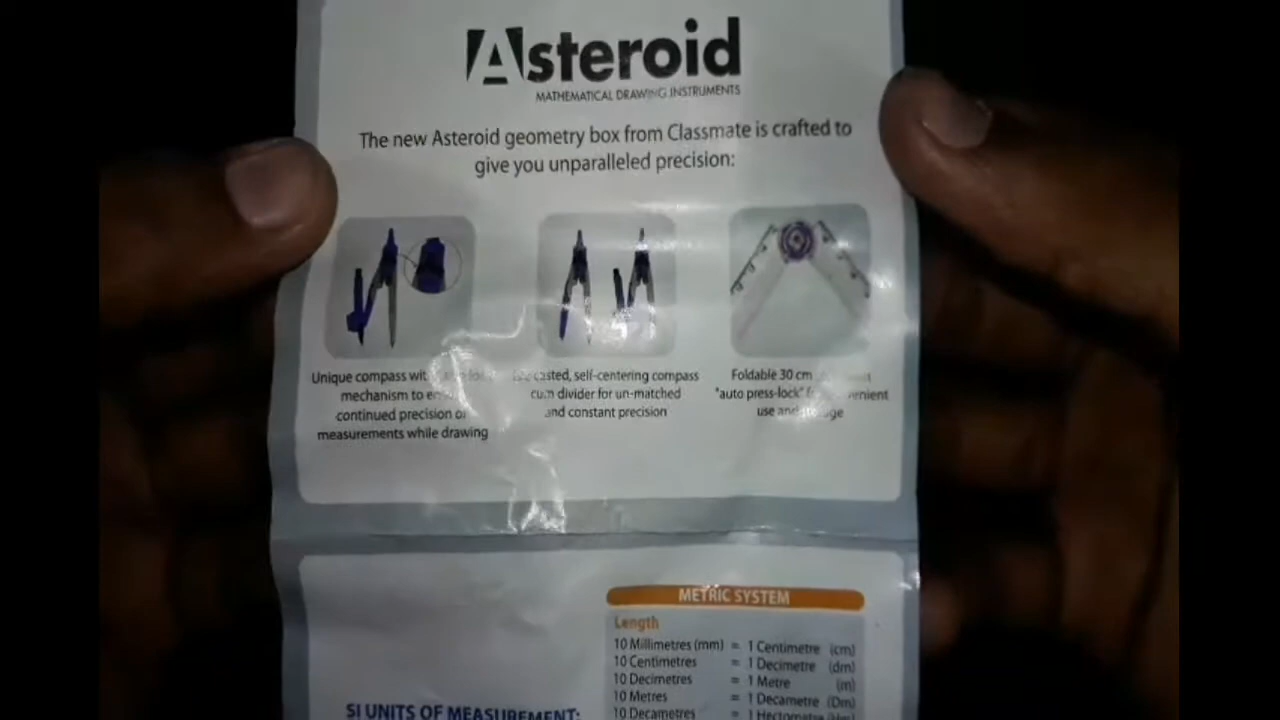 Asteroid
MATHEMATICAL DRAWING INSTRUMENTS
The new Asteroid geometry box from Classmate is crafted to
give you unparalleled precision:
Unique compass
mechanism to
continued precision of
measurements while drawing
self-centering compass
cum divider for un-matched
and constant precision
Foldable 30 cm
"auto press-lock"
use and
METRIC SYSTEM
Length
10 Millimetres (mm) = 1 Centimetre (cm)
10 Centimetres = 1 Decimetre (dm)
10 Decimetres = 1 Metre (m)
10 Metres = 1 Decametre (Dm)
10 Decametres = 1
SI UNITS OF MEASUREMENT: